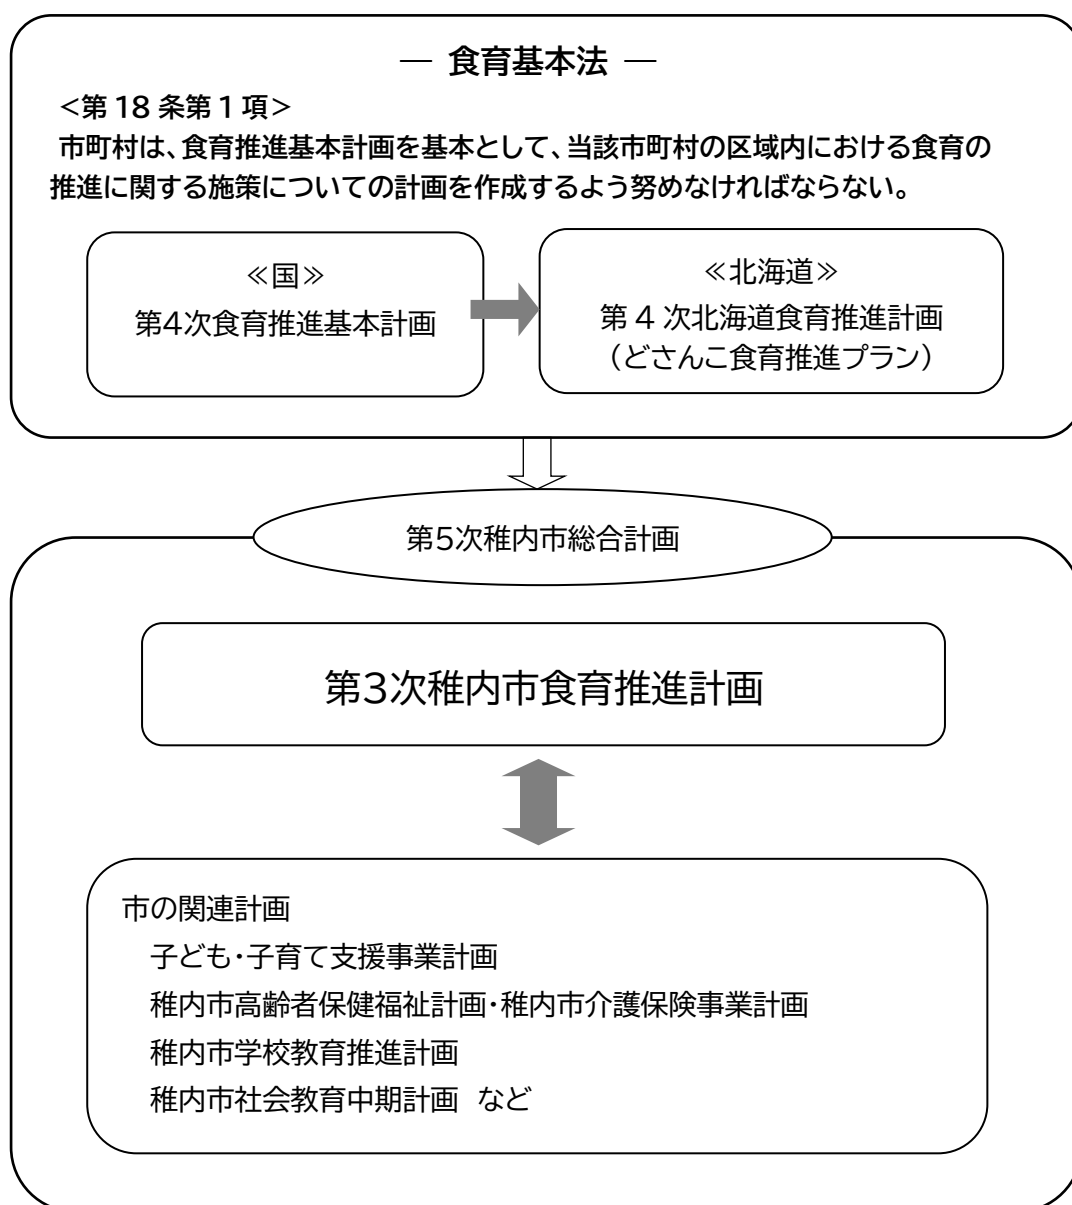 ― 食育基本法 ―
＜第 18 条第 1 項＞
市町村は、食育推進基本計画を基本として、当該市町村の区域内における食育の
推進に関する施策についての計画を作成するよう努めなければならない。
≪国≫
第4次食育推進基本計画
≪北海道≫
第 4 次北海道食育推進計画
（どさんこ食育推進プラン）
第5次稚内市総合計画
第3次稚内市食育推進計画
市の関連計画
子ども・子育て支援事業計画
稚内市高齢者保健福祉計画・稚内市介護保険事業計画
稚内市学校教育推進計画
稚内市社会教育中期計画　など